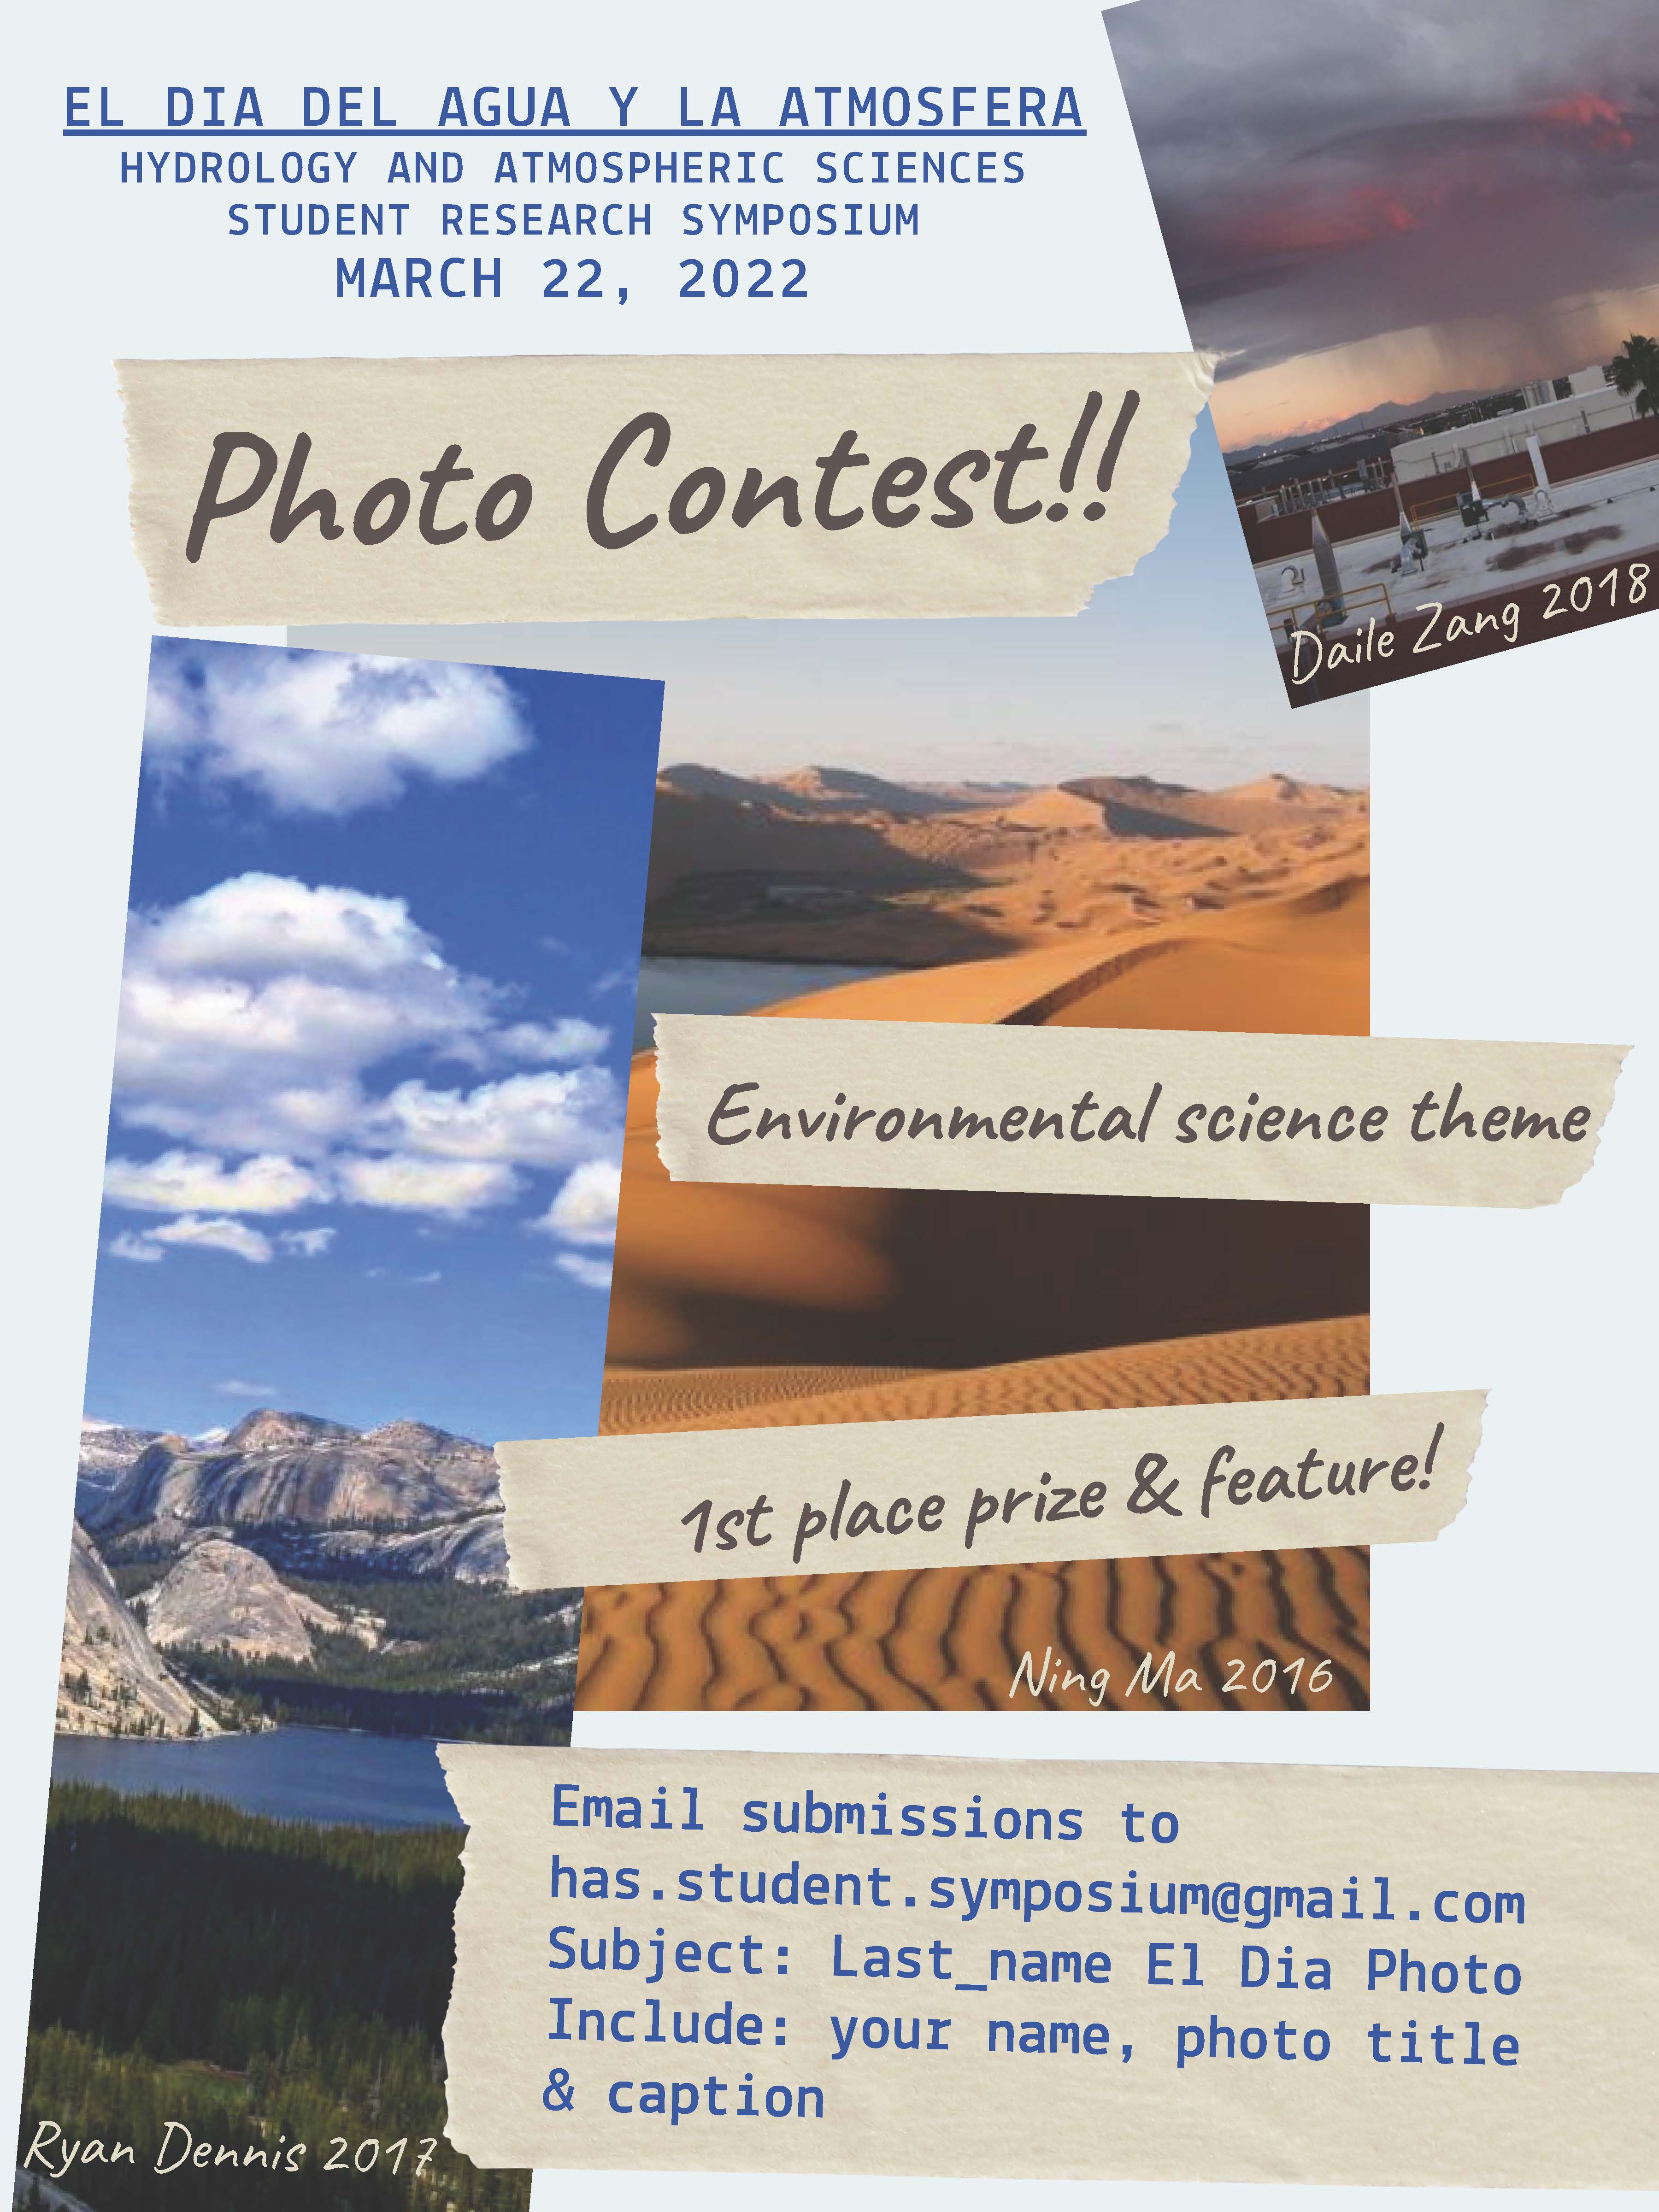 EL DIA DEL AGUA Y LA ATMOSFERA
HYDROLOGY AND ATMOSPHERIC SCIENCES
STUDENT RESEARCH SYMPOSIUM
MARCH 22, 2022
Photo Contest!!
Daile Zang 2018
Environmental science theme
1st place prize & feature!
Ning Ma 2016
Email submissions to
has.student.symposium@gmail.com
Subject: Last_name El Dia Photo
Include: your name, photo title
& caption
Ryan Dennis 2017